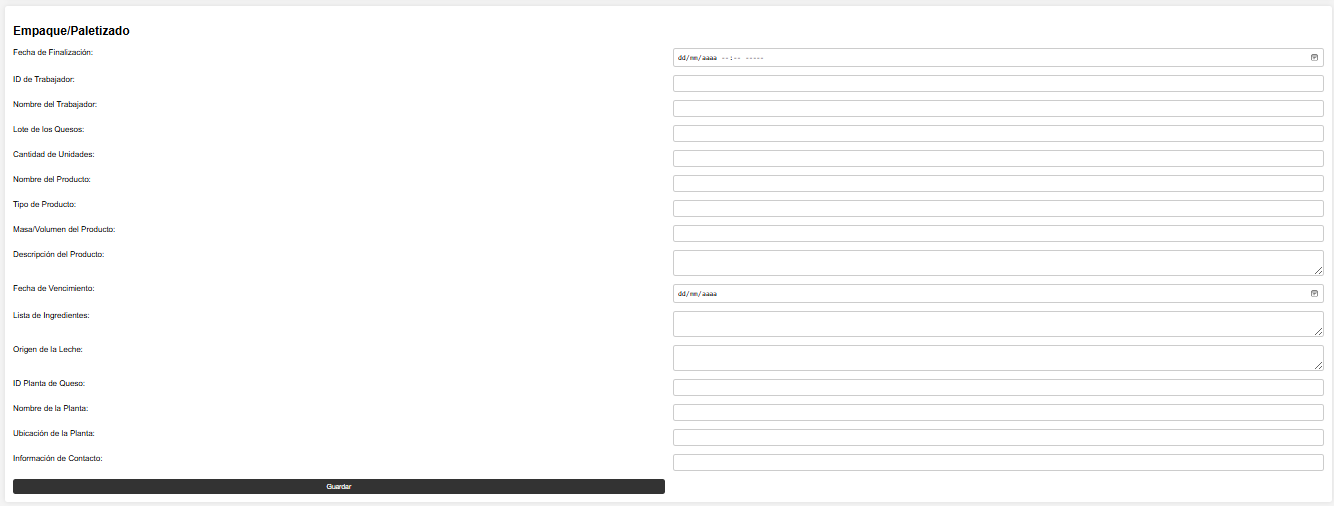 Empaque/Paletizado
Fecha de Finalización:
dd/mm/aaaa --:-- -----
ID de Trabajador:
Nombre del Trabajador:
Lote de los Quesos:
Cantidad de Unidades:
Nombre del Producto:
Tipo de Producto:
Masa/Volumen del Producto:
Descripción del Producto:
Fecha de Vencimiento:
dd/mm/aaaa
Lista de Ingredientes:
Origen de la Leche:
ID Planta de Queso:
Nombre de la Planta:
Ubicación de la Planta:
Información de Contacto:
Guardar